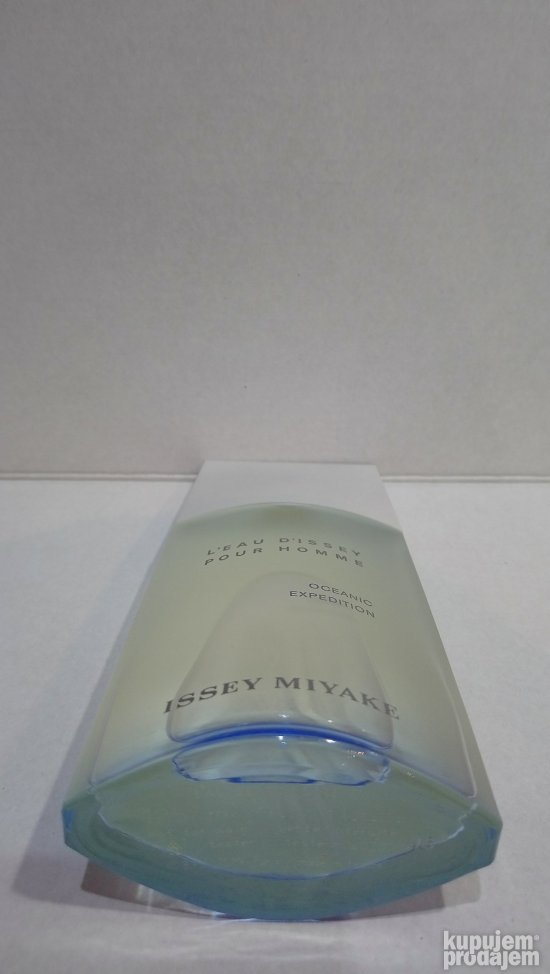 L'EAU D'ISSEY
POUR HOMME
OCEANIC
EXPEDITION
ISSEY MIYAKE
kupujem
prodajem